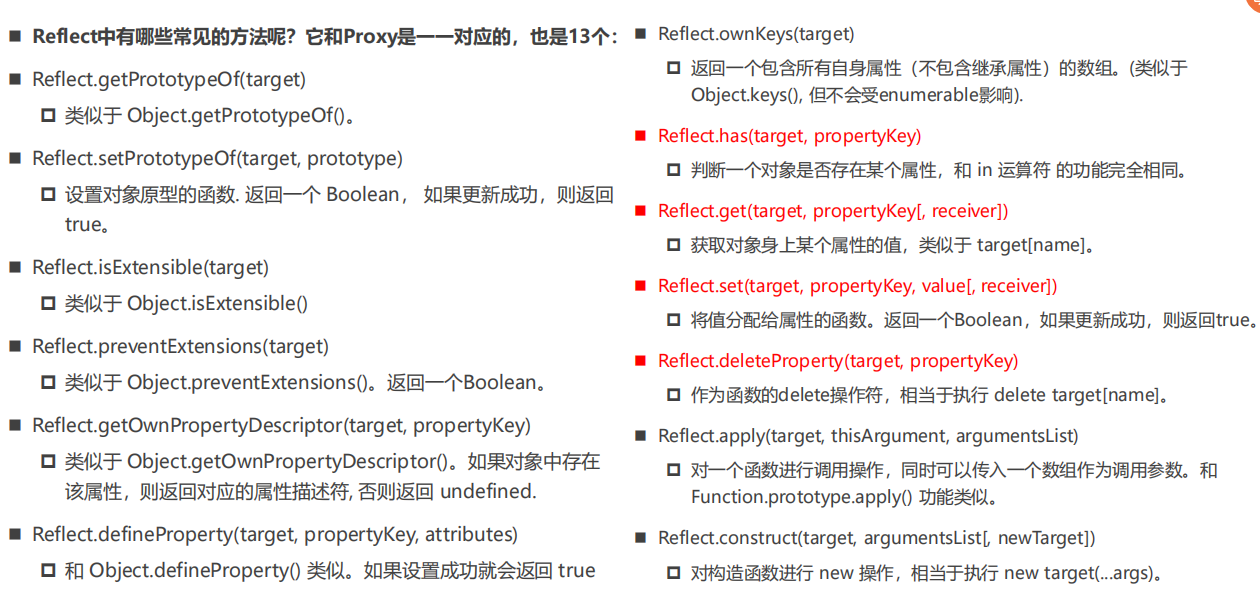 Reflect中有哪些常见的方法呢？它和Proxy是一一对应的，也是13个：
Reflect.getPrototypeOf(target)
类似于 Object.getPrototypeOf()。
Reflect.setPrototypeOf(target, prototype)
设置对象原型的函数. 返回一个 Boolean， 如果更新成功，则返回
true。
Reflect.isExtensible(target)
类似于 Object.isExtensible()
Reflect.preventExtensions(target)
类似于 Object.preventExtensions()。返回一个Boolean。
Reflect.getOwnPropertyDescriptor(target, propertyKey)
类似于 Object.getOwnPropertyDescriptor()。如果对象中存在
该属性，则返回对应的属性描述符, 否则返回 undefined.
Reflect.defineProperty(target, propertyKey, attributes)
和 Object.defineProperty() 类似。如果设置成功就会返回 true
Reflect.ownKeys(target)
返回一个包含所有自身属性（不包含继承属性）的数组。(类似于
Object.keys(), 但不会受enumerable影响).
Reflect.has(target, propertyKey)
判断一个对象是否存在某个属性，和 in 运算符 的功能完全相同。
Reflect.get(target, propertyKey[, receiver])
获取对象身上某个属性的值，类似于 target[name]。
Reflect.set(target, propertyKey, value[, receiver])
将值分配给属性的函数。返回一个Boolean，如果更新成功，则返回true。
Reflect.deleteProperty(target, propertyKey)
作为函数的delete操作符，相当于执行 delete target[name]。
Reflect.apply(target, thisArgument, argumentsList)
对一个函数进行调用操作，同时可以传入一个数组作为调用参数。和
Function.prototype.apply() 功能类似。
Reflect.construct(target, argumentsList[, newTarget])
对构造函数进行 new 操作，相当于执行 new target(...args)。